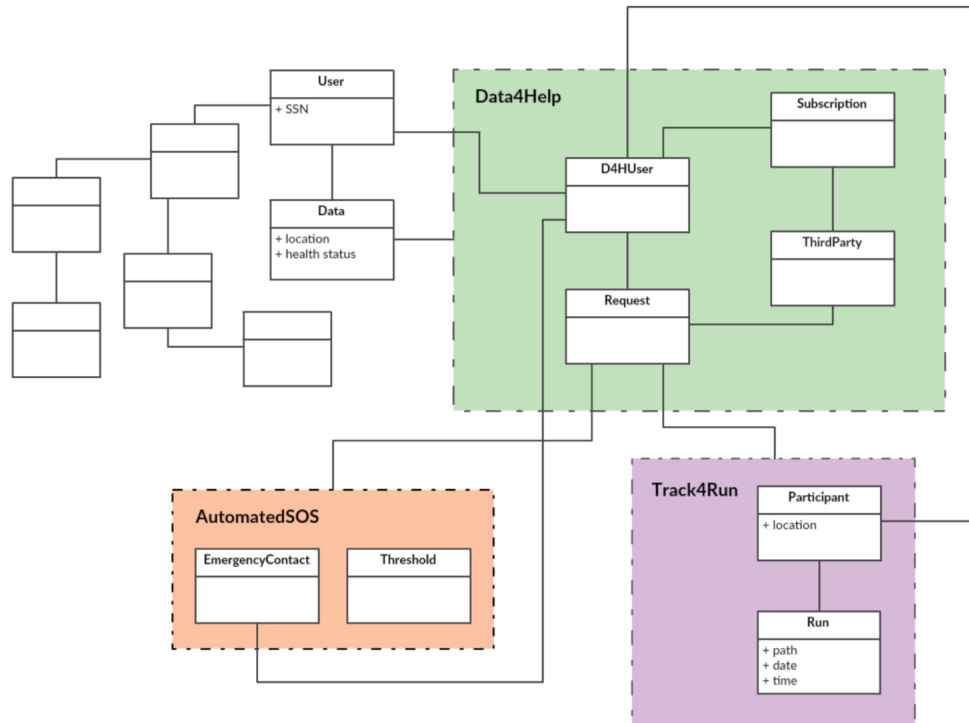 User
+ SSN
Data
+ location
+ health status
Data4Help
Subscription
D4HUser
ThirdParty
Request
AutomatedSOS
EmergencyContact
Threshold
Track4Run
Participant
+ location
Run
+ path
+ date
+ time